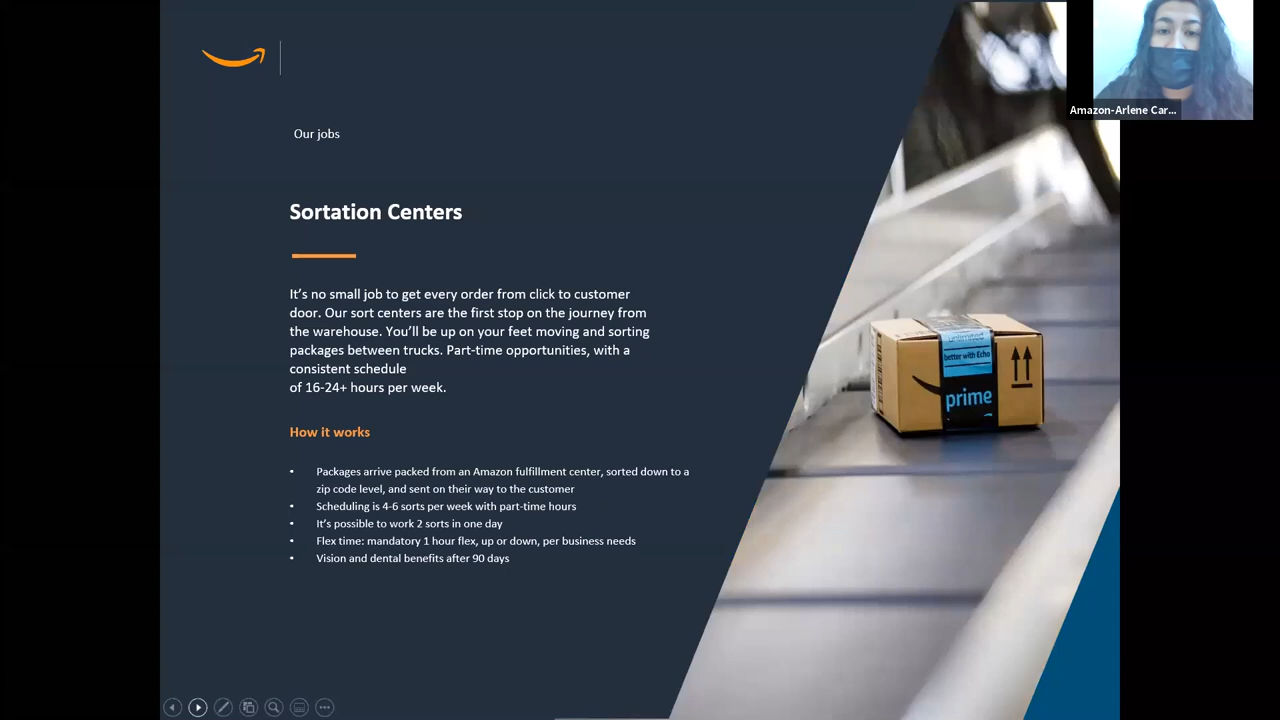 Amazon-Arlene Car...
Our jobs
Sortation Centers
It's no small job to get every order from click to customer
door. Our sort centers are the first stop on the journey from
the warehouse. You'll be up on your feet moving and sorting
packages between trucks. Part-time opportunities, with a
consistent schedule
of 16-24+ hours per week.
How it works
• Packages arrive packed from an Amazon fulfillment center, sorted down to a
zip code level, and sent on their way to the customer
• Scheduling is 4-6 sorts per week with part-time hours
• It's possible to work 2 sorts in one day
• Flex time: mandatory 1 hour flex, up or down, per business needs
• Vision and dental benefits after 90 days
better with Echo
prime